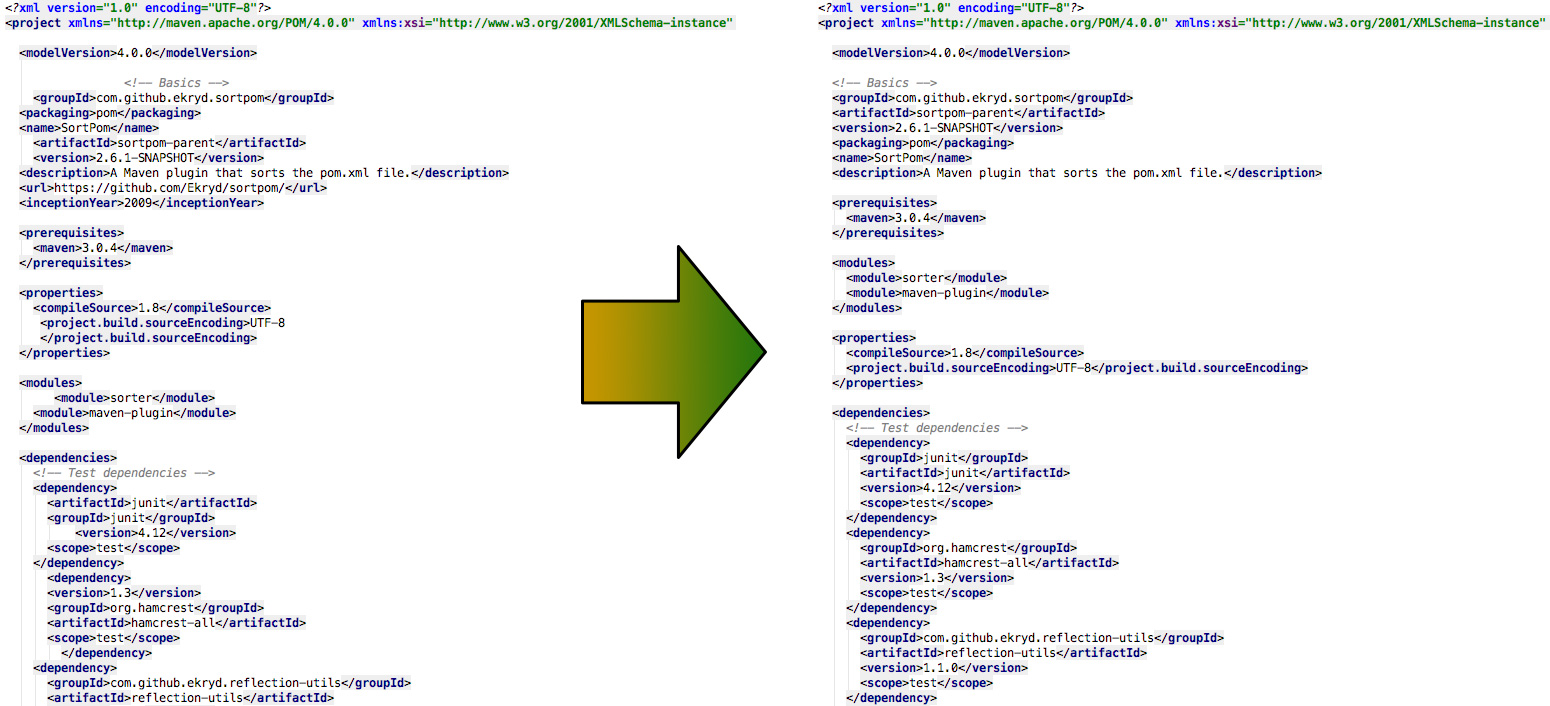 <?xml version="1.0" encoding="UTF-8"?>
<project xmlns="http://maven.apache.org/POM/4.0.0" xmlns:xsi="http://www.w3.org/2001/XMLSchema-instance"
<modelVersion>4.0.0</modelVersion>
<!-- Basics -->
<groupId>com.github.ekryd.sortpom</groupId>
<packaging>pom</packaging>
<name>SortPom</name>
<artifactId>sortpom-parent</artifactId>
<version>2.6.1-SNAPSHOT</version>
<description>A Maven plugin that sorts the pom.xml file.</description>
<url>https://github.com/Ekryd/sortpom/</url>
<inceptionYear>2009</inceptionYear>
<prerequisites>
<maven>3.0.4</maven>
</prerequisites>
<properties>
<compileSource>1.8</compileSource>
<project.build.sourceEncoding>UTF-8
</project.build.sourceEncoding>
</properties>
<modules>
<module>sorter</module>
<module>maven-plugin</module>
</modules>
<dependencies>
<!-- Test dependencies -->
<dependency>
<artifactId>junit</artifactId>
<groupId>junit</groupId>
<version>4.12</version>
<scope>test</scope>
</dependency>
<dependency>
<version>1.3</version>
<groupId>org.hamcrest</groupId>
<artifactId>hamcrest-all</artifactId>
<scope>test</scope>
</dependency>
<dependency>
<groupId>com.github.ekryd.reflection-utils</groupId>
<artifactId>reflection-utils</artifactId>
<?xml version="1.0" encoding="UTF-8"?>
<project xmlns="http://maven.apache.org/POM/4.0.0" xmlns:xsi="http://www.w3.org/2001/XMLSchema-instance"
<modelVersion>4.0.0</modelVersion>
<!-- Basics -->
<groupId>com.github.ekryd.sortpom</groupId>
<artifactId>sortpom-parent</artifactId>
<version>2.6.1-SNAPSHOT</version>
<packaging>pom</packaging>
<name>SortPom</name>
<description>A Maven plugin that sorts the pom.xml file.</description>
<prerequisites>
<maven>3.0.4</maven>
</prerequisites>
<modules>
<module>sorter</module>
<module>maven-plugin</module>
</modules>
<properties>
<compileSource>1.8</compileSource>
<project.build.sourceEncoding>UTF-8</project.build.sourceEncoding>
</properties>
<dependencies>
<!-- Test dependencies -->
<dependency>
<groupId>junit</groupId>
<artifactId>junit</artifactId>
<version>4.12</version>
<scope>test</scope>
</dependency>
<dependency>
<groupId>org.hamcrest</groupId>
<artifactId>hamcrest-all</artifactId>
<version>1.3</version>
<scope>test</scope>
</dependency>
<dependency>
<groupId>com.github.ekryd.reflection-utils</groupId>
<artifactId>reflection-utils</artifactId>
<version>1.1.0</version>
<scope>test</scope>
</dependency>